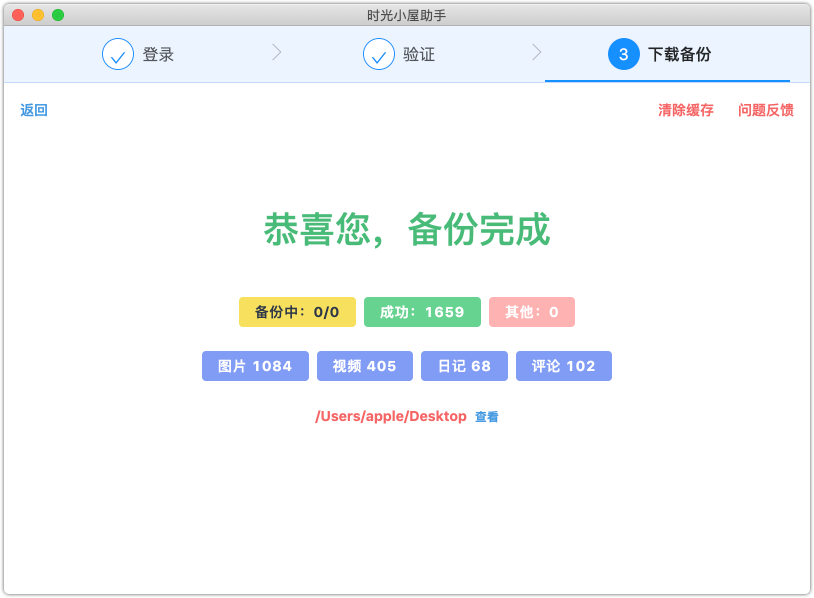 时光小屋助手
登录 验证 3 下载备份
返回 清除缓存 问题反馈
恭喜您，备份完成
备份中：0/0 成功：1659 其他：0
图片 1084 视频 405 日记 68 评论 102
/Users/apple/Desktop 查看